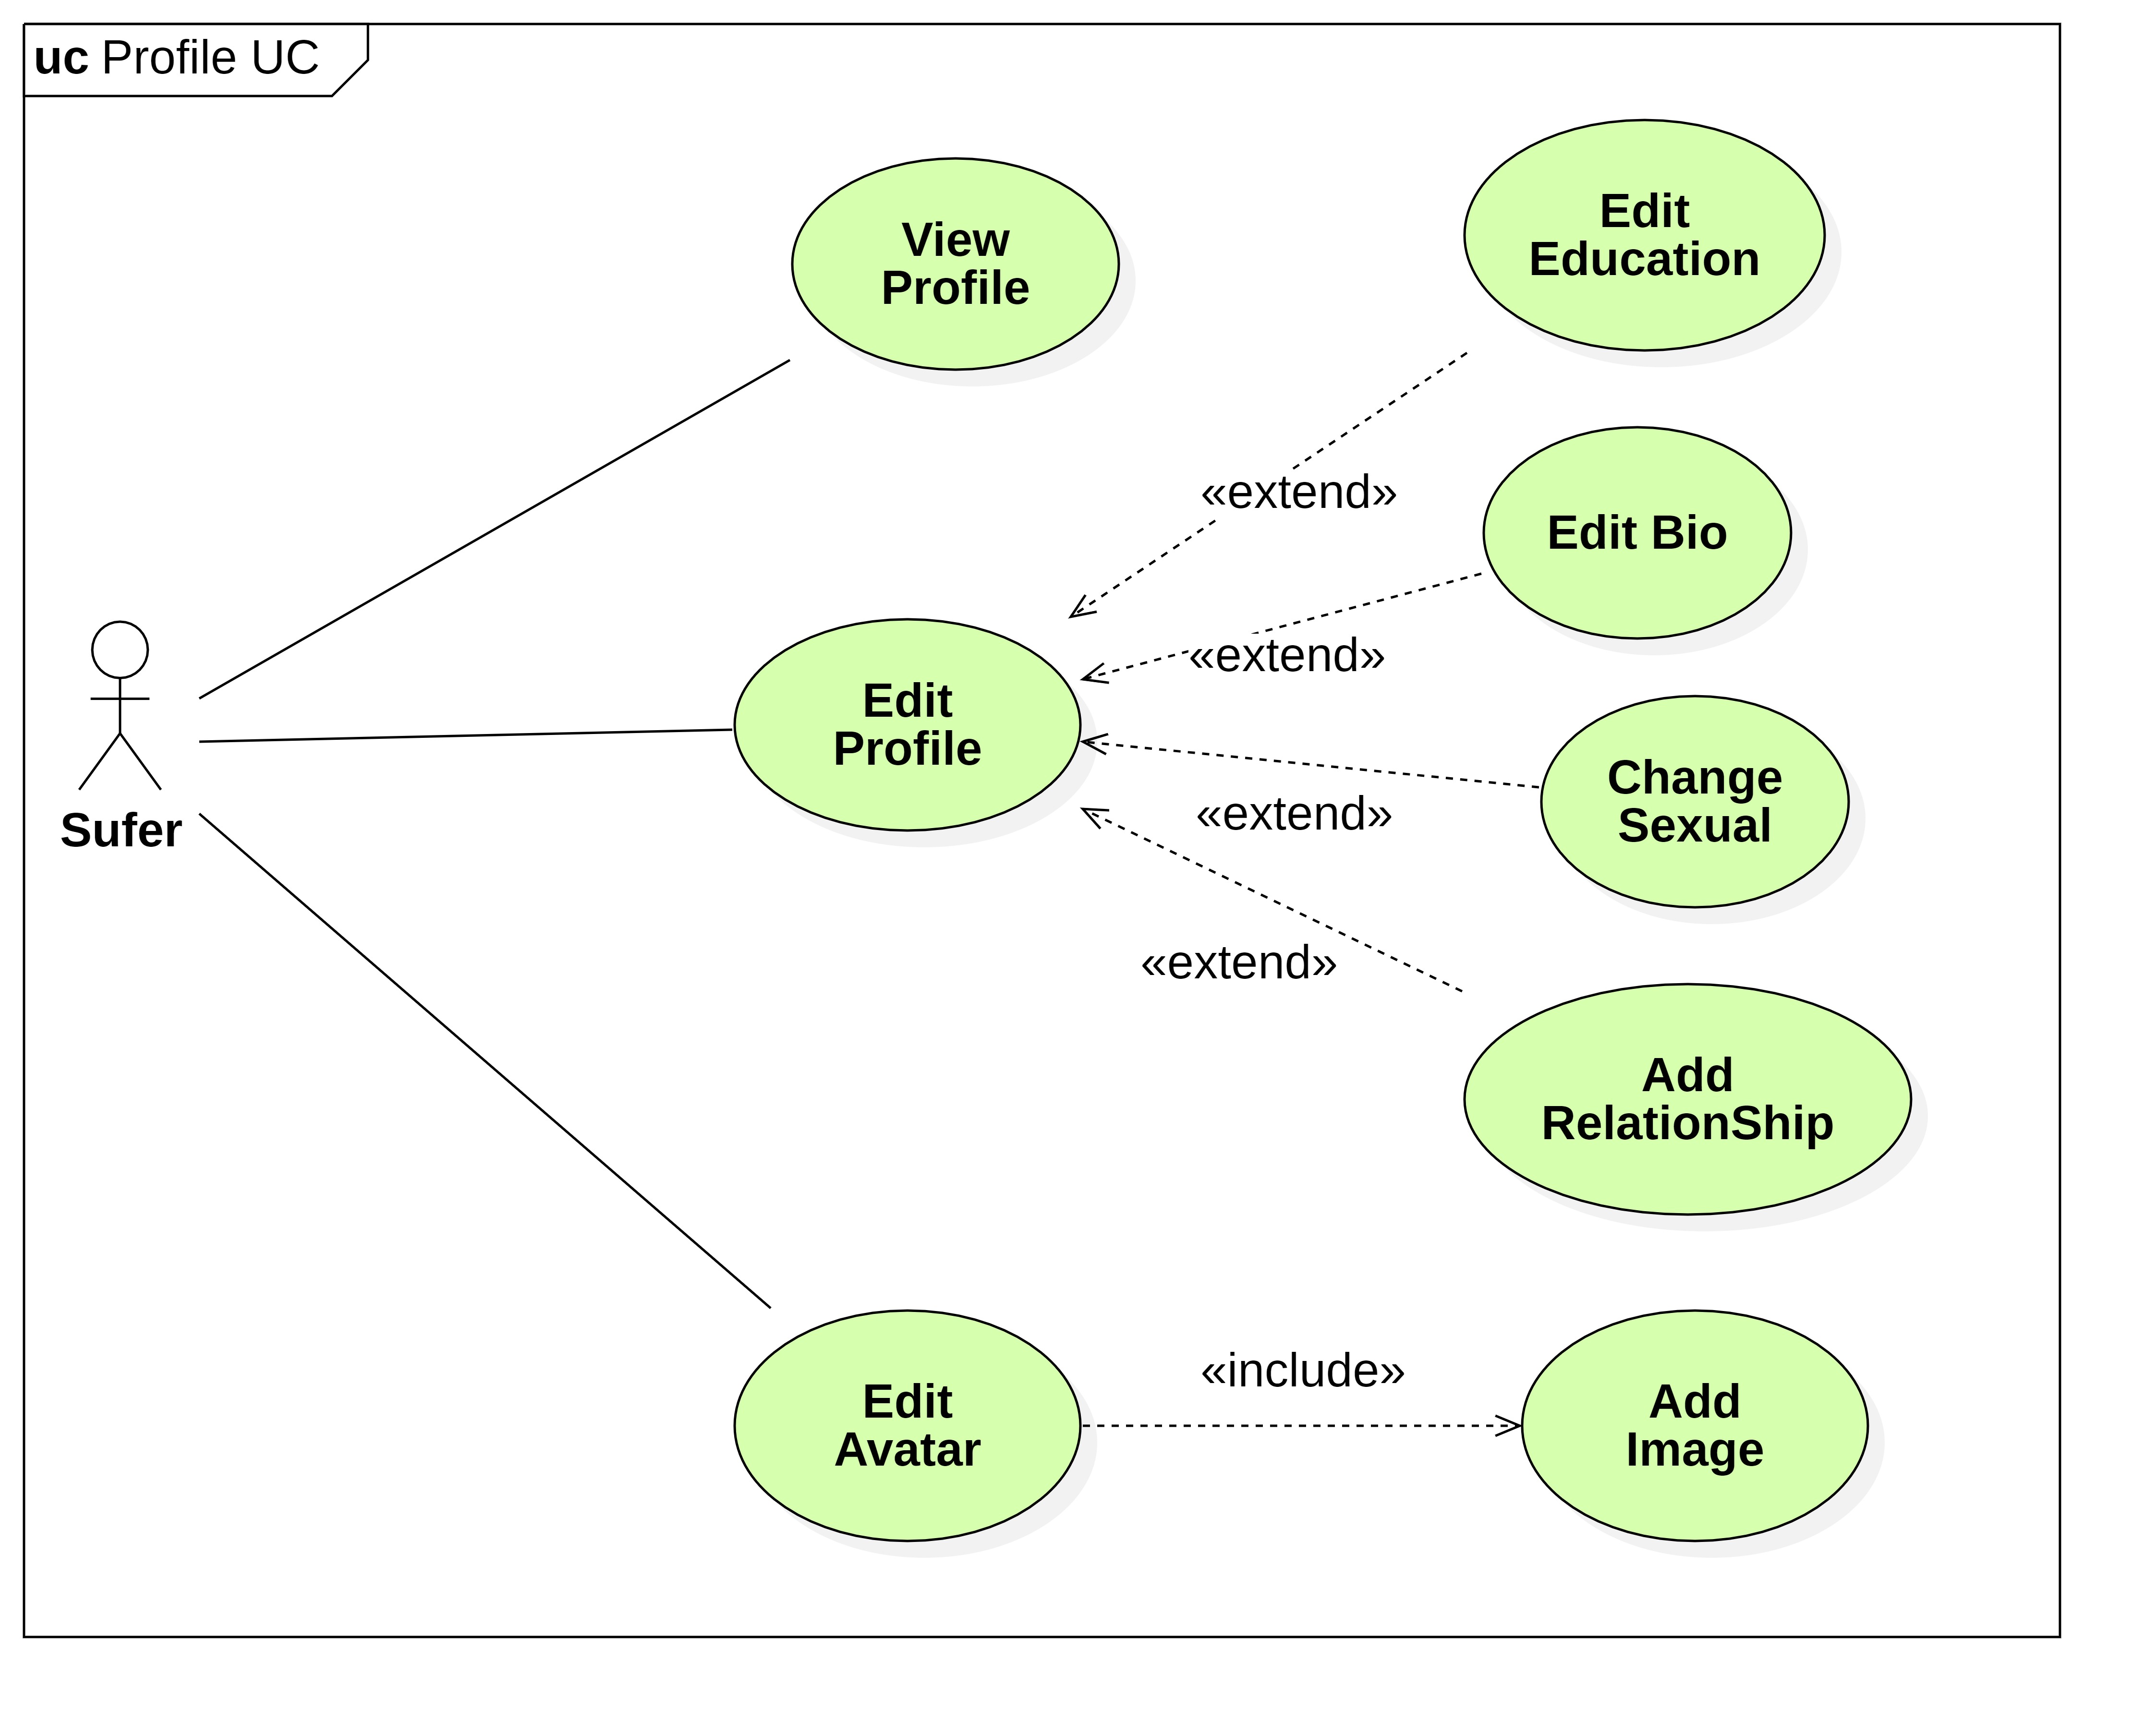 uc Profile UC
View
Profile
Edit
Education
«extend»
Edit Bio
«extend»
Edit
Profile
Change
Sexual
«extend»
Sufer
«extend»
Add
RelationShip
«include»
Edit
Avatar
Add
Image